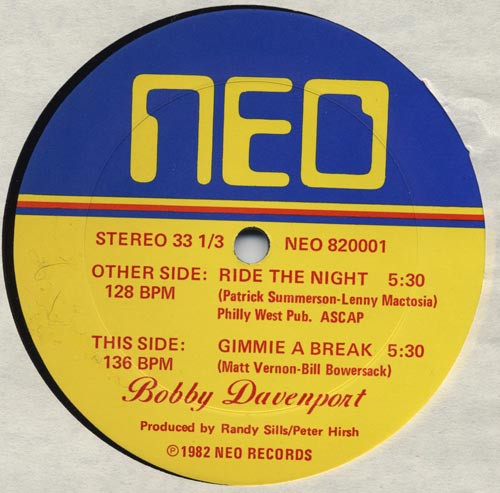 NEO
STEREO 33 1/3 NEO 820001
OTHER SIDE: RIDE THE NIGHT 5:30
128 BPM (Patrick Summerson-Lenny Mactosia)
Philly West Pub. ASCAP
THIS SIDE: GIMMIE A BREAK 5:30
136 BPM (Matt Vernon-Bill Bowersack)
Bobby Davenport
Produced by Randy Sills/Peter Hirsh
℗1982 NEO RECORDS